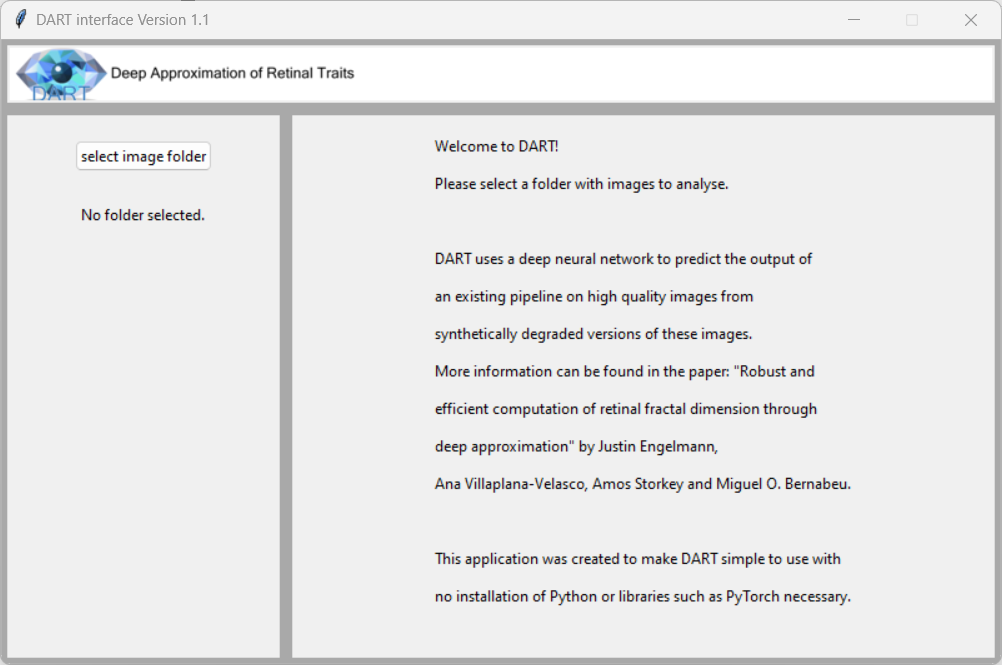 DART interface Version 1.1
DART
Deep Approximation of Retinal Traits
select image folder
No folder selected.
Welcome to DART!
Please select a folder with images to analyse.
DART uses a deep neural network to predict the output of
an existing pipeline on high quality images from
synthetically degraded versions of these images.
More information can be found in the paper: "Robust and
efficient computation of retinal fractal dimension through
deep approximation" by Justin Engelmann,
Ana Villaplana-Velasco, Amos Storkey and Miguel O. Bernabeu.
This application was created to make DART simple to use with
no installation of Python or libraries such as PyTorch necessary.